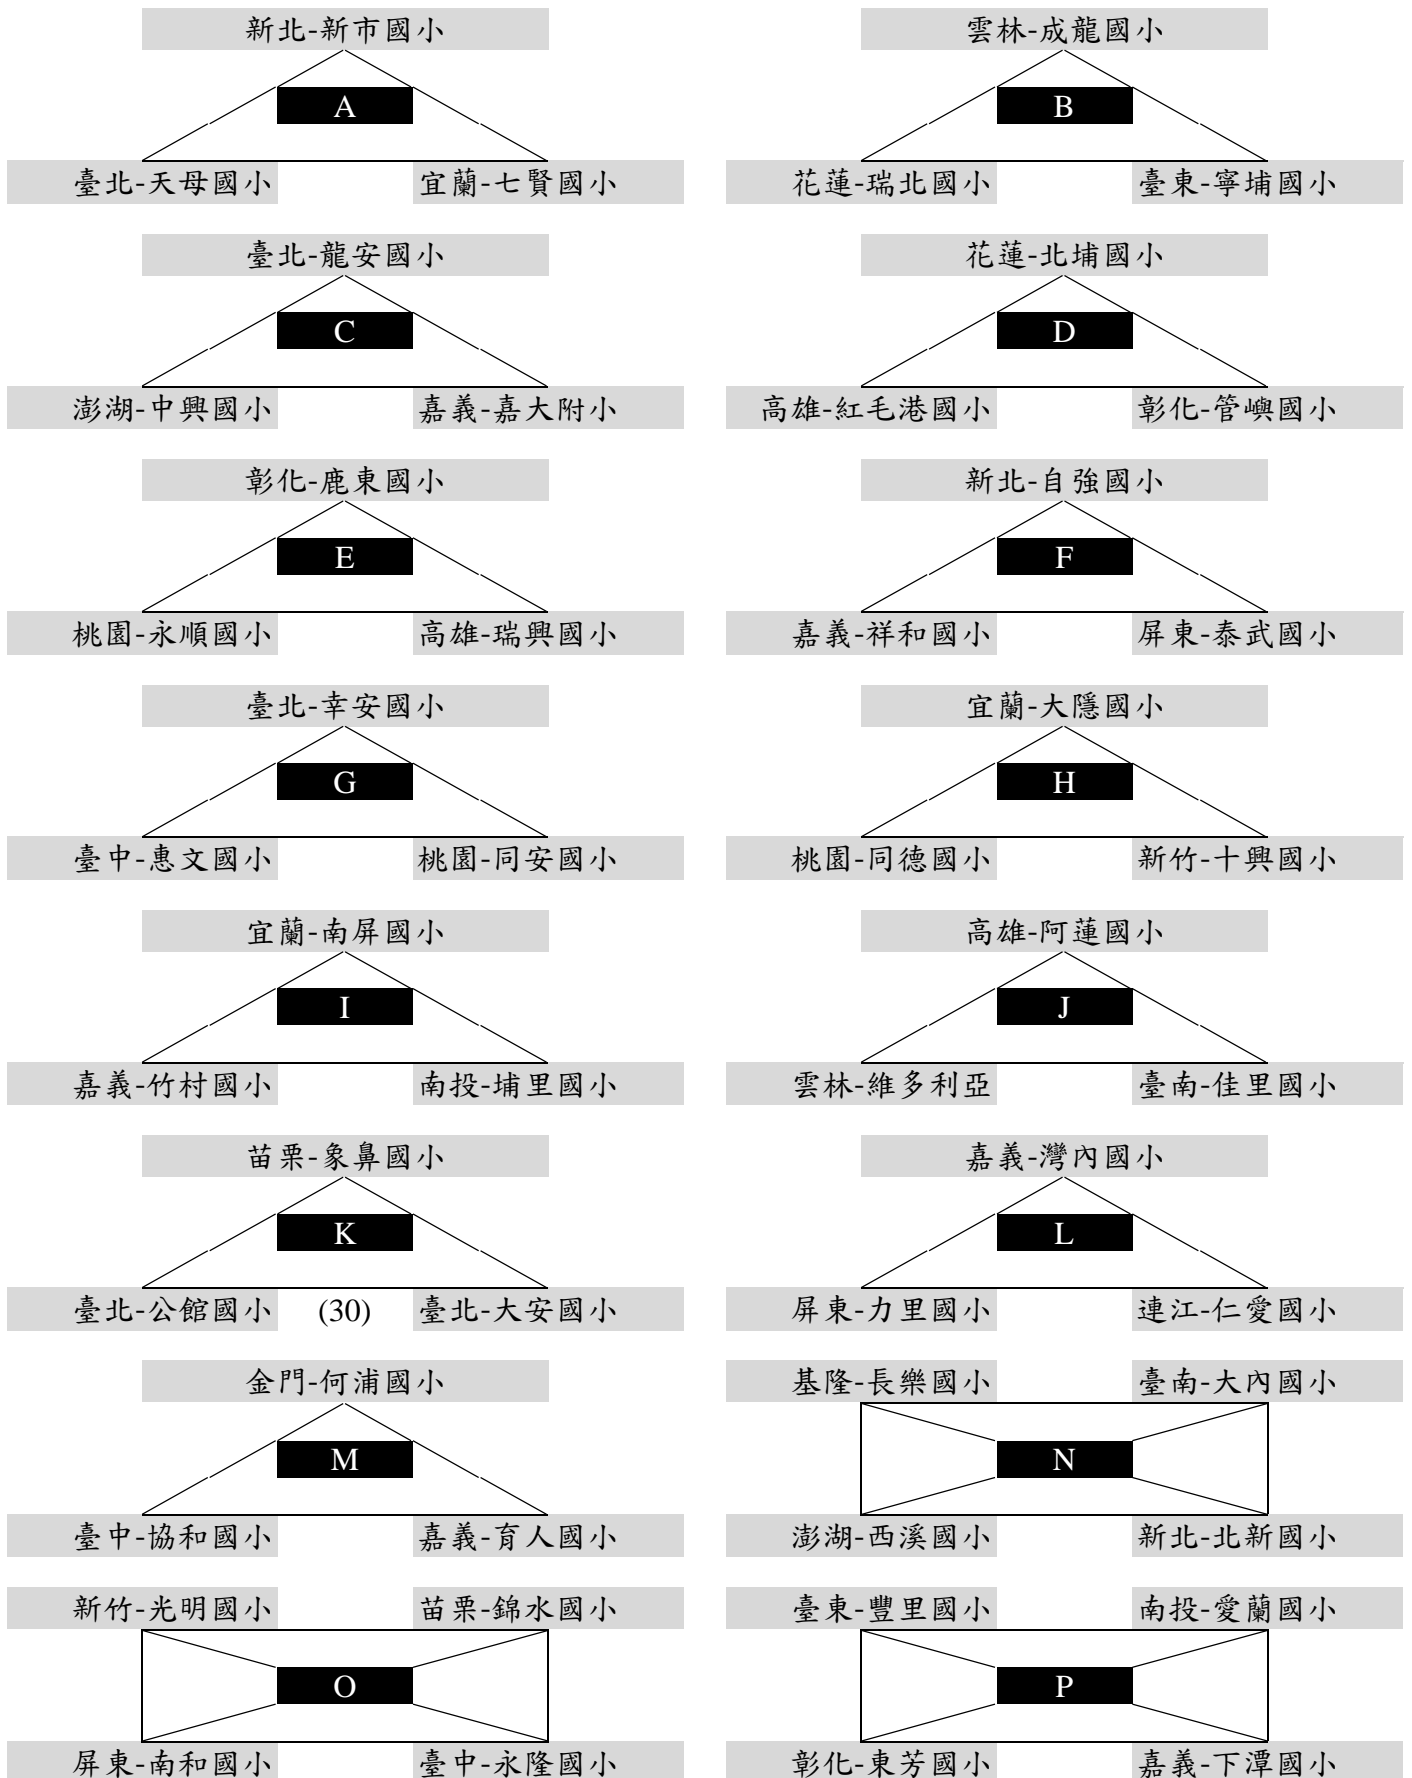 新北-新市國小 雲林-成龍國小
A B
臺北-天母國小 宜蘭-七賢國小 花蓮-瑞北國小 臺東-寧埔國小
臺北-龍安國小 花蓮-北埔國小
C D
澎湖-中興國小 嘉義-嘉大附小 高雄-紅毛港國小 彰化-管嶼國小
彰化-鹿東國小 新北-自強國小
E F
桃園-永順國小 高雄-瑞興國小 嘉義-祥和國小 屏東-泰武國小
臺北-幸安國小 宜蘭-大隱國小
G H
臺中-惠文國小 桃園-同安國小 桃園-同德國小 新竹-十興國小
宜蘭-南屏國小 高雄-阿蓮國小
I J
嘉義-竹村國小 南投-埔里國小 雲林-維多利亞 臺南-佳里國小
苗栗-象鼻國小 嘉義-灣內國小
K L
臺北-公館國小 (30) 臺北-大安國小 屏東-力里國小 連江-仁愛國小
金門-何浦國小 基隆-長樂國小 臺南-大內國小
M N
臺中-協和國小 嘉義-育人國小 澎湖-西溪國小 新北-北新國小
新竹-光明國小 苗栗-錦水國小 臺東-豐里國小 南投-愛蘭國小
O P
屏東-南和國小 臺中-永隆國小 彰化-東芳國小 嘉義-下潭國小